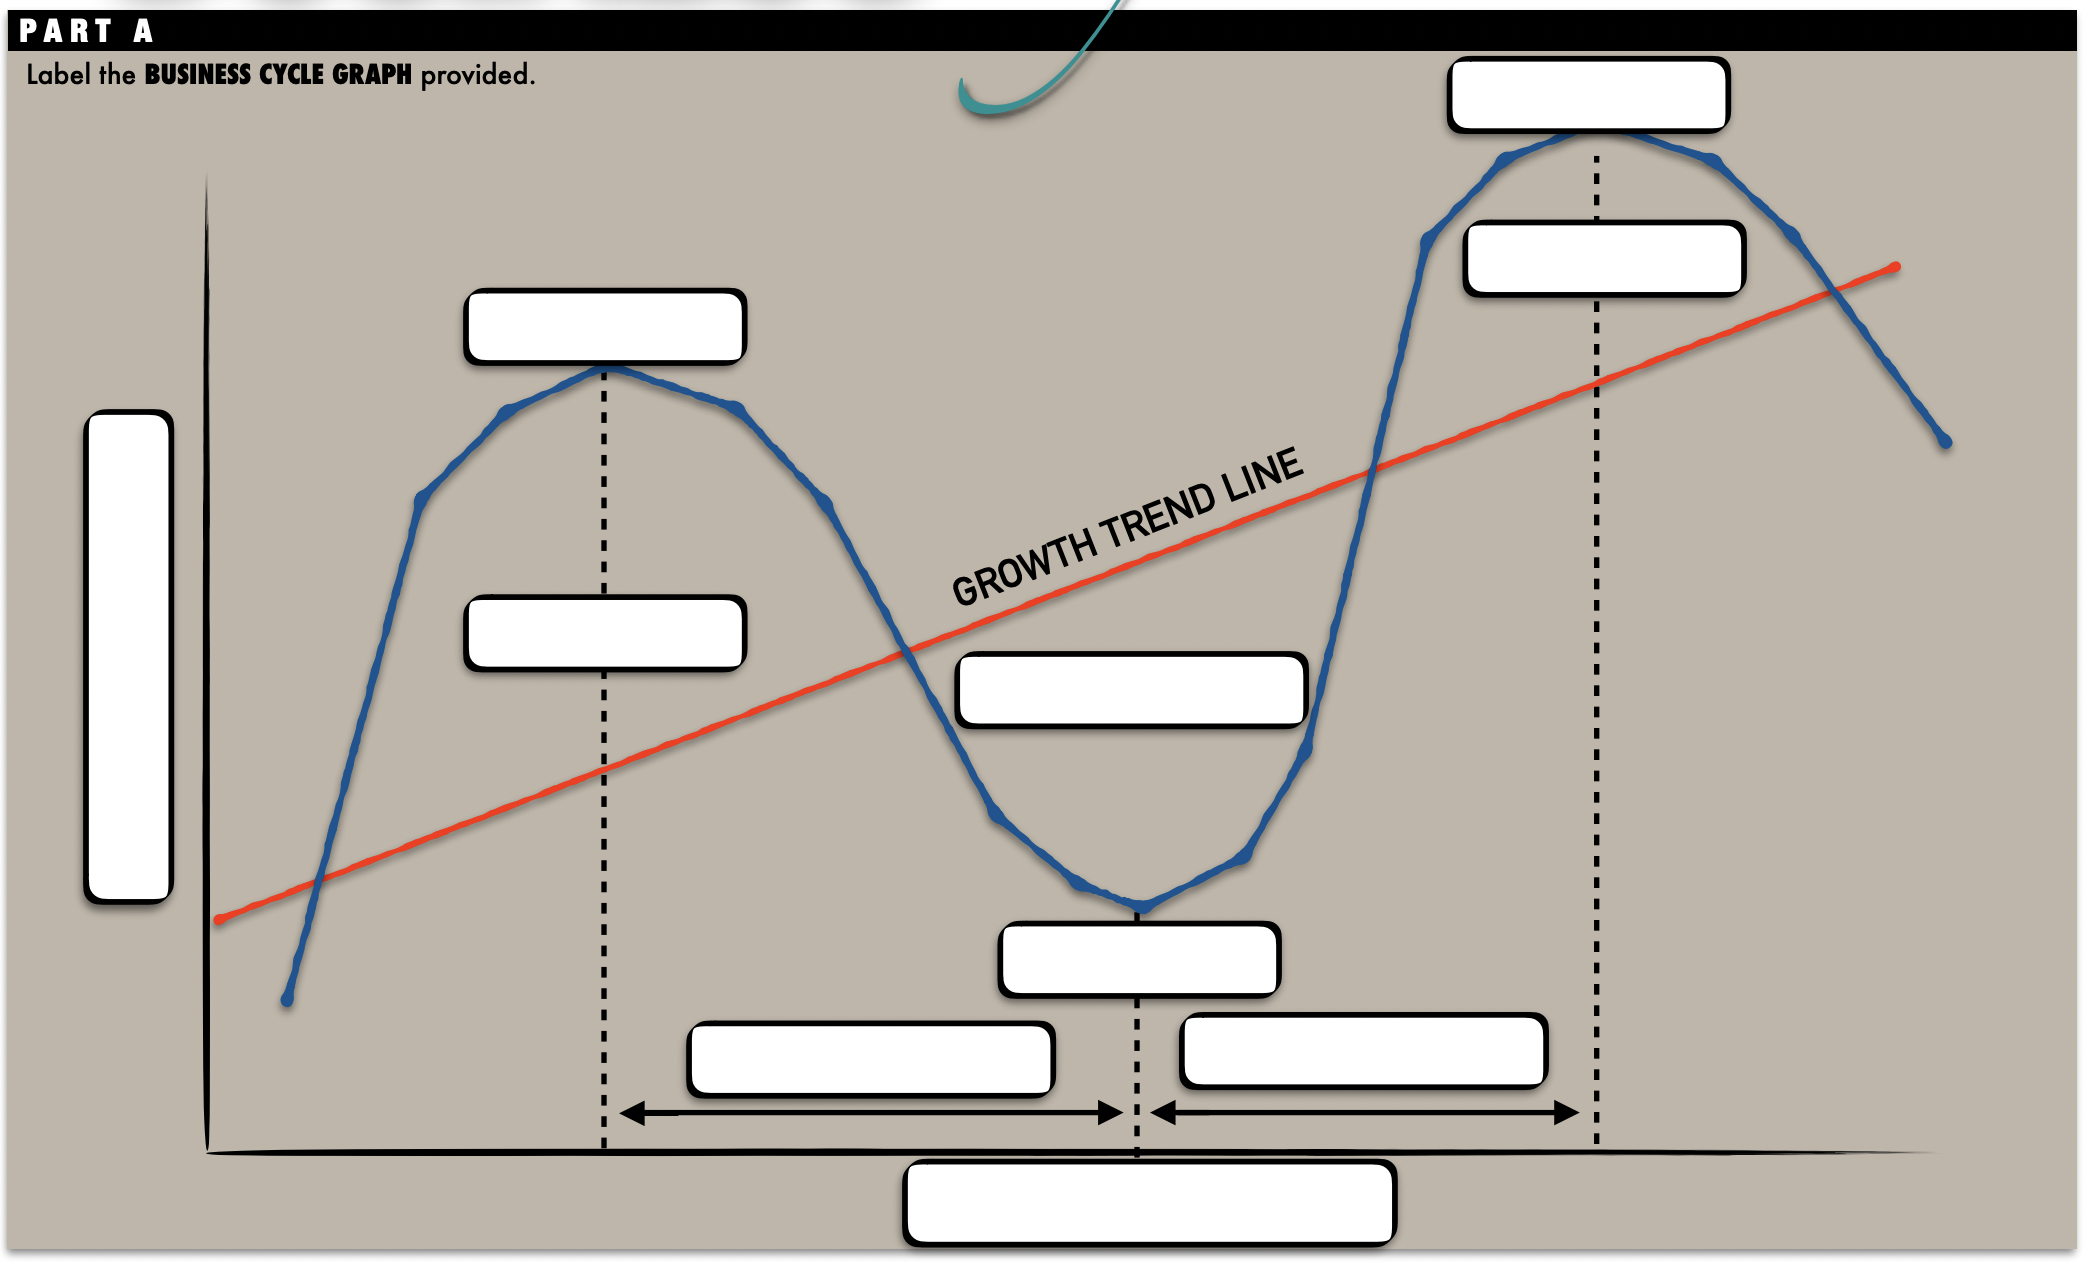 PART A
Label the BUSINESS CYCLE GRAPH provided.
GROWTH TREND LINE